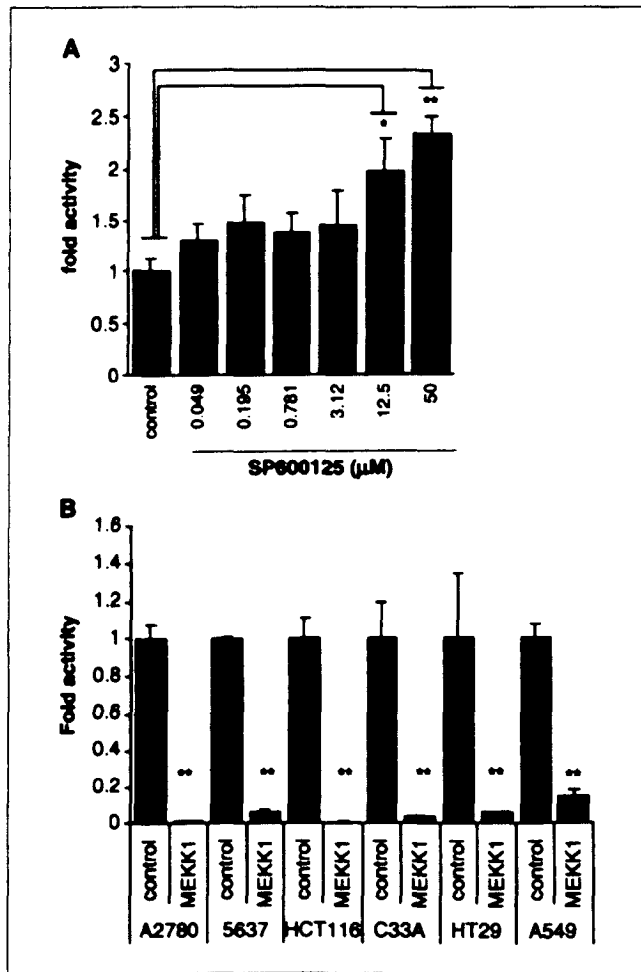 A
3
2.5
2
1.5
1
0.5
0
fold activity
* **
control 0.049 0.195 0.781 3.12 12.5 50
SP600125 (μM)
B
1.6
1.4
1.2
1
0.8
0.6
0.4
0.2
0
Fold activity
** ** ** ** ** **
control MEKK1 control MEKK1 control MEKK1 control MEKK1 control MEKK1 control MEKK1
A2780 5637 HCT116 C33A HT29 A549